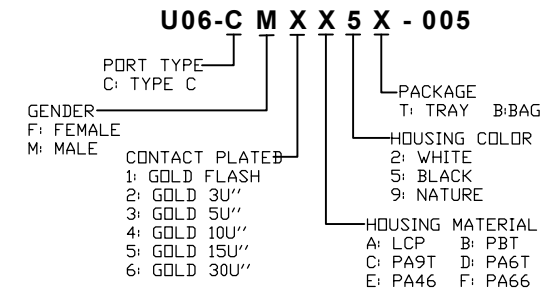 U06-C M X X 5 X - 005
PORT TYPE
C: TYPE C
GENDER
F: FEMALE
M: MALE
CONTACT PLATED
1: GOLD FLASH
2: GOLD 3U''
3: GOLD 5U''
4: GOLD 10U''
5: GOLD 15U''
6: GOLD 30U''
PACKAGE
T: TRAY B:BAG
HOUSING COLOR
2: WHITE
5: BLACK
9: NATURE
HOUSING MATERIAL
A: LCP B: PBT
C: PA9T D: PA6T
E: PA46 F: PA66